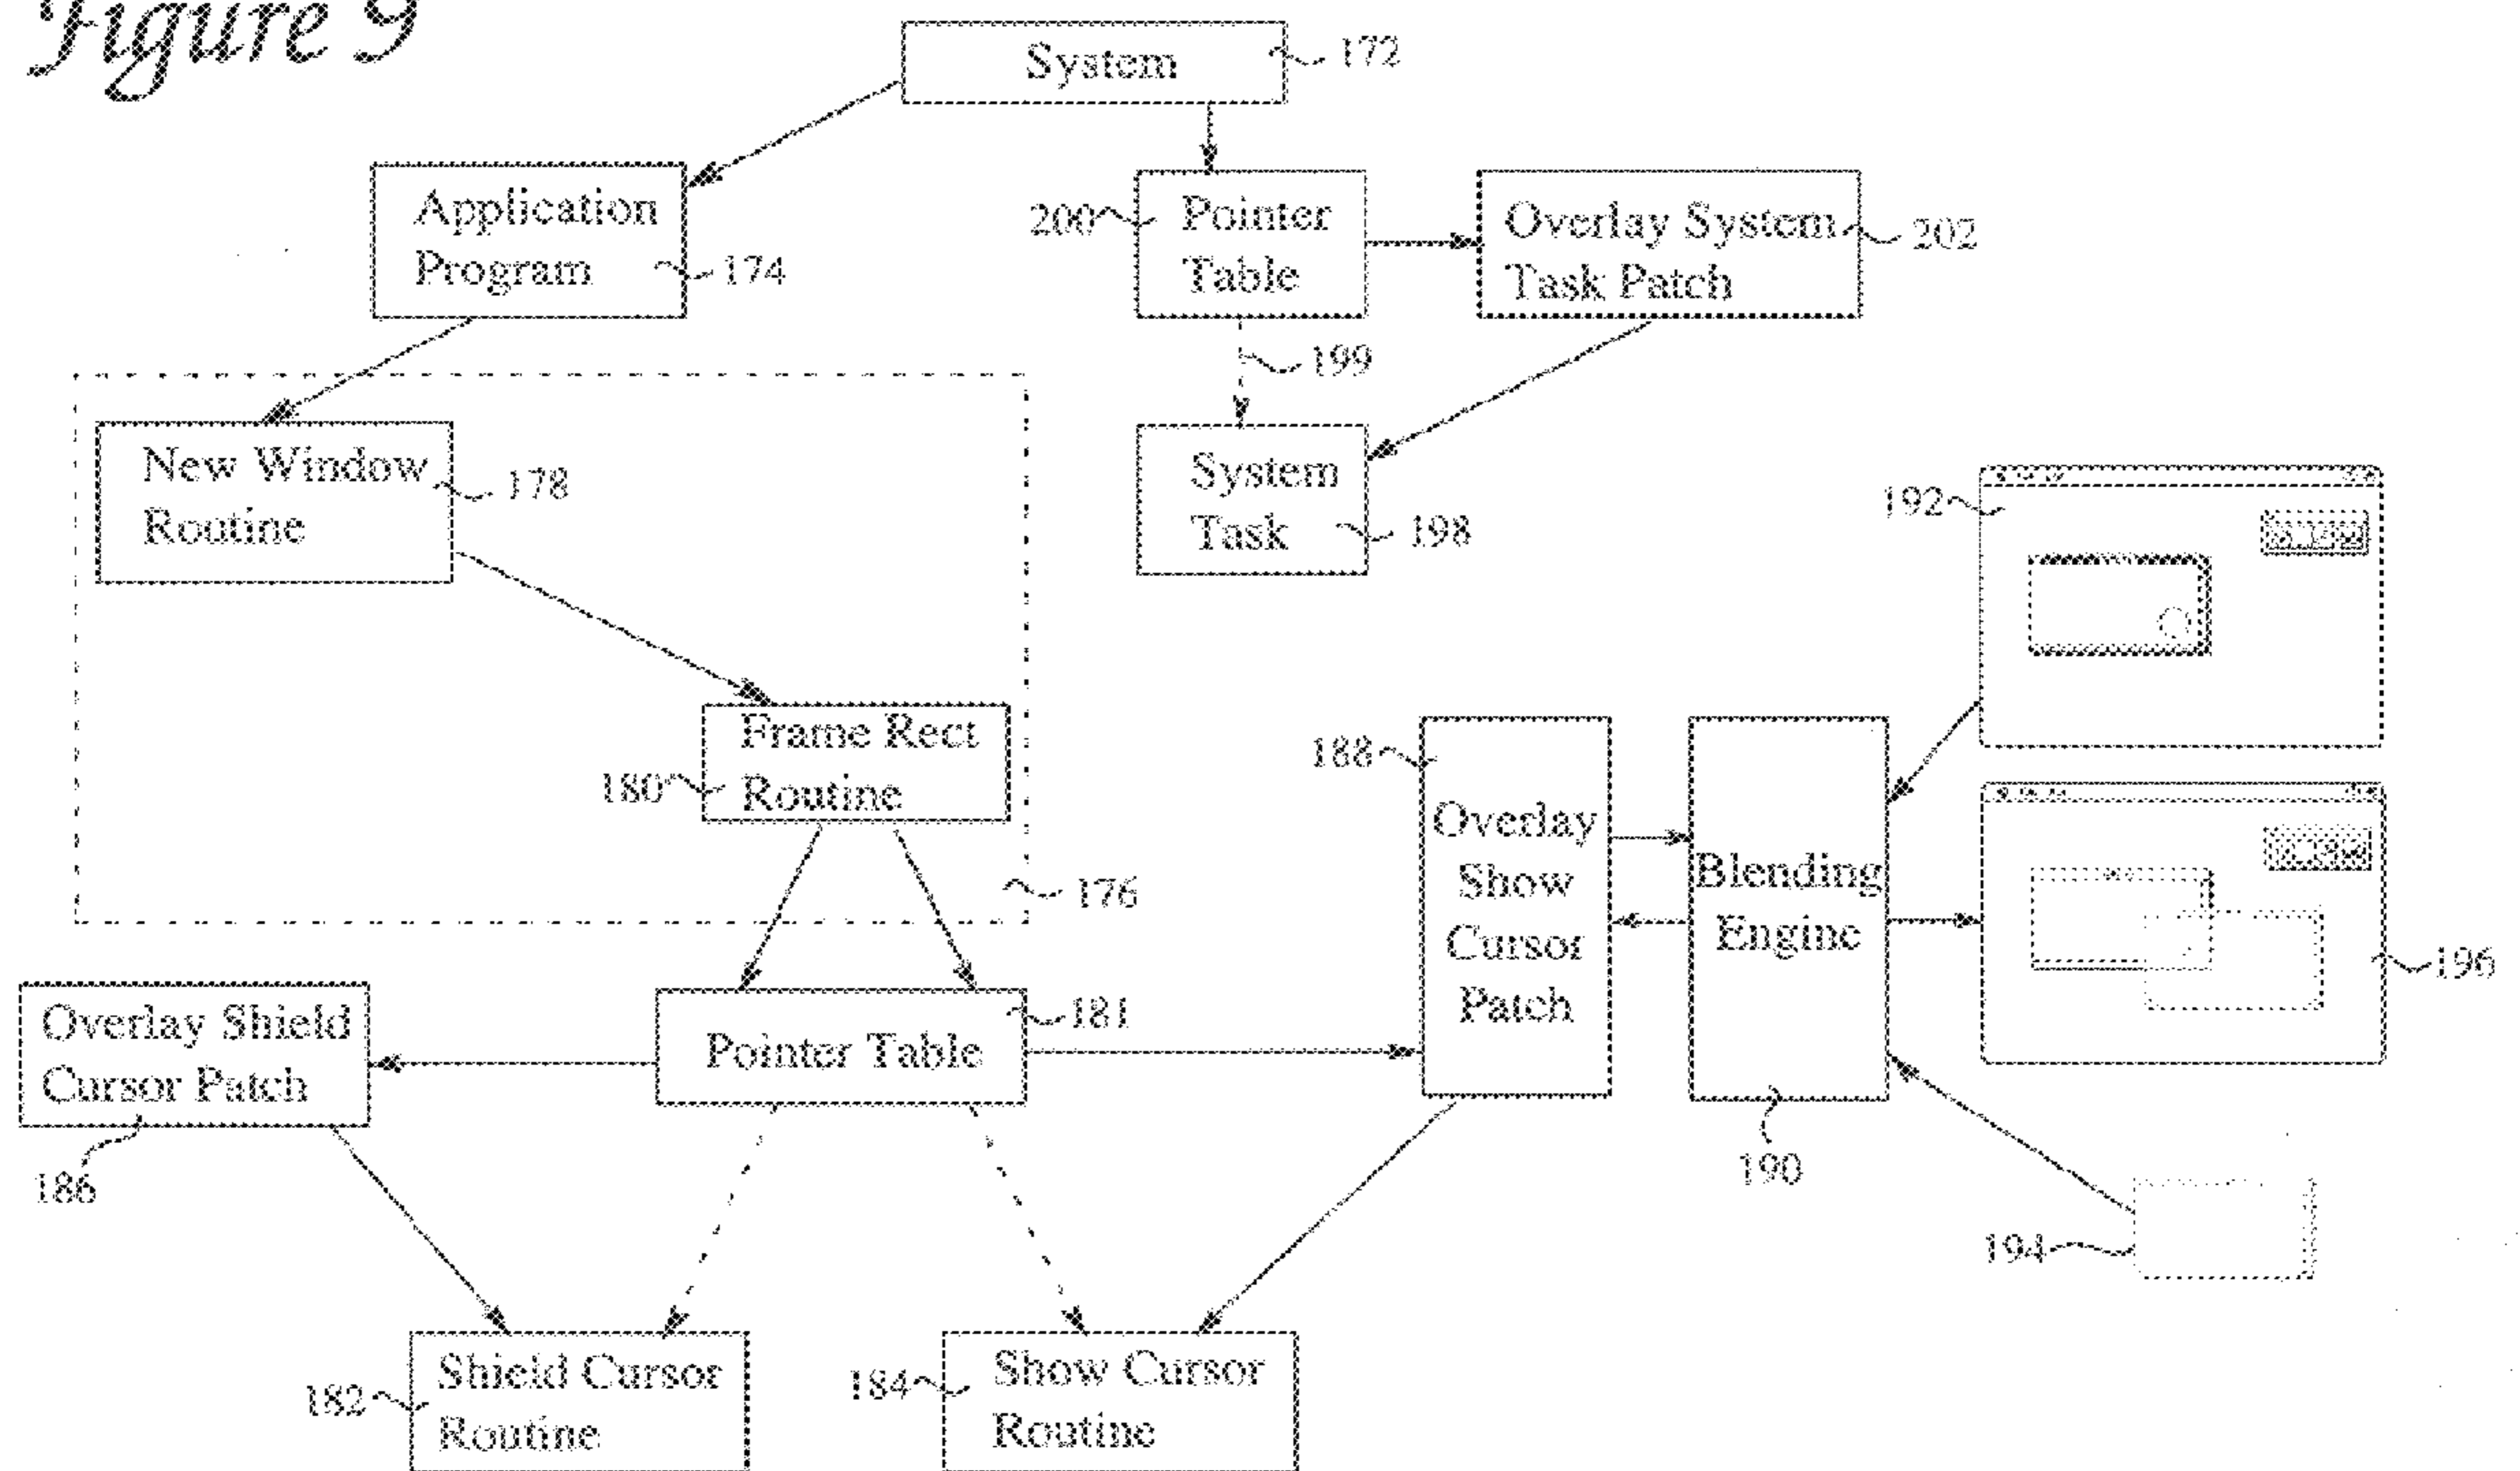 Figure 9
System
172
Application
Program
174
200
Pointer
Table
Overlay System
Task Patch
202
199
New Window
Routine
178
System
Task
198
192
Frame Rect
Routine
180
188
Overlay
Show
Cursor
Patch
Blending
Engine
176
196
Overlay Shield
Cursor Patch
186
Pointer Table
181
190
194
182
Shield Cursor
Routine
184
Show Cursor
Routine